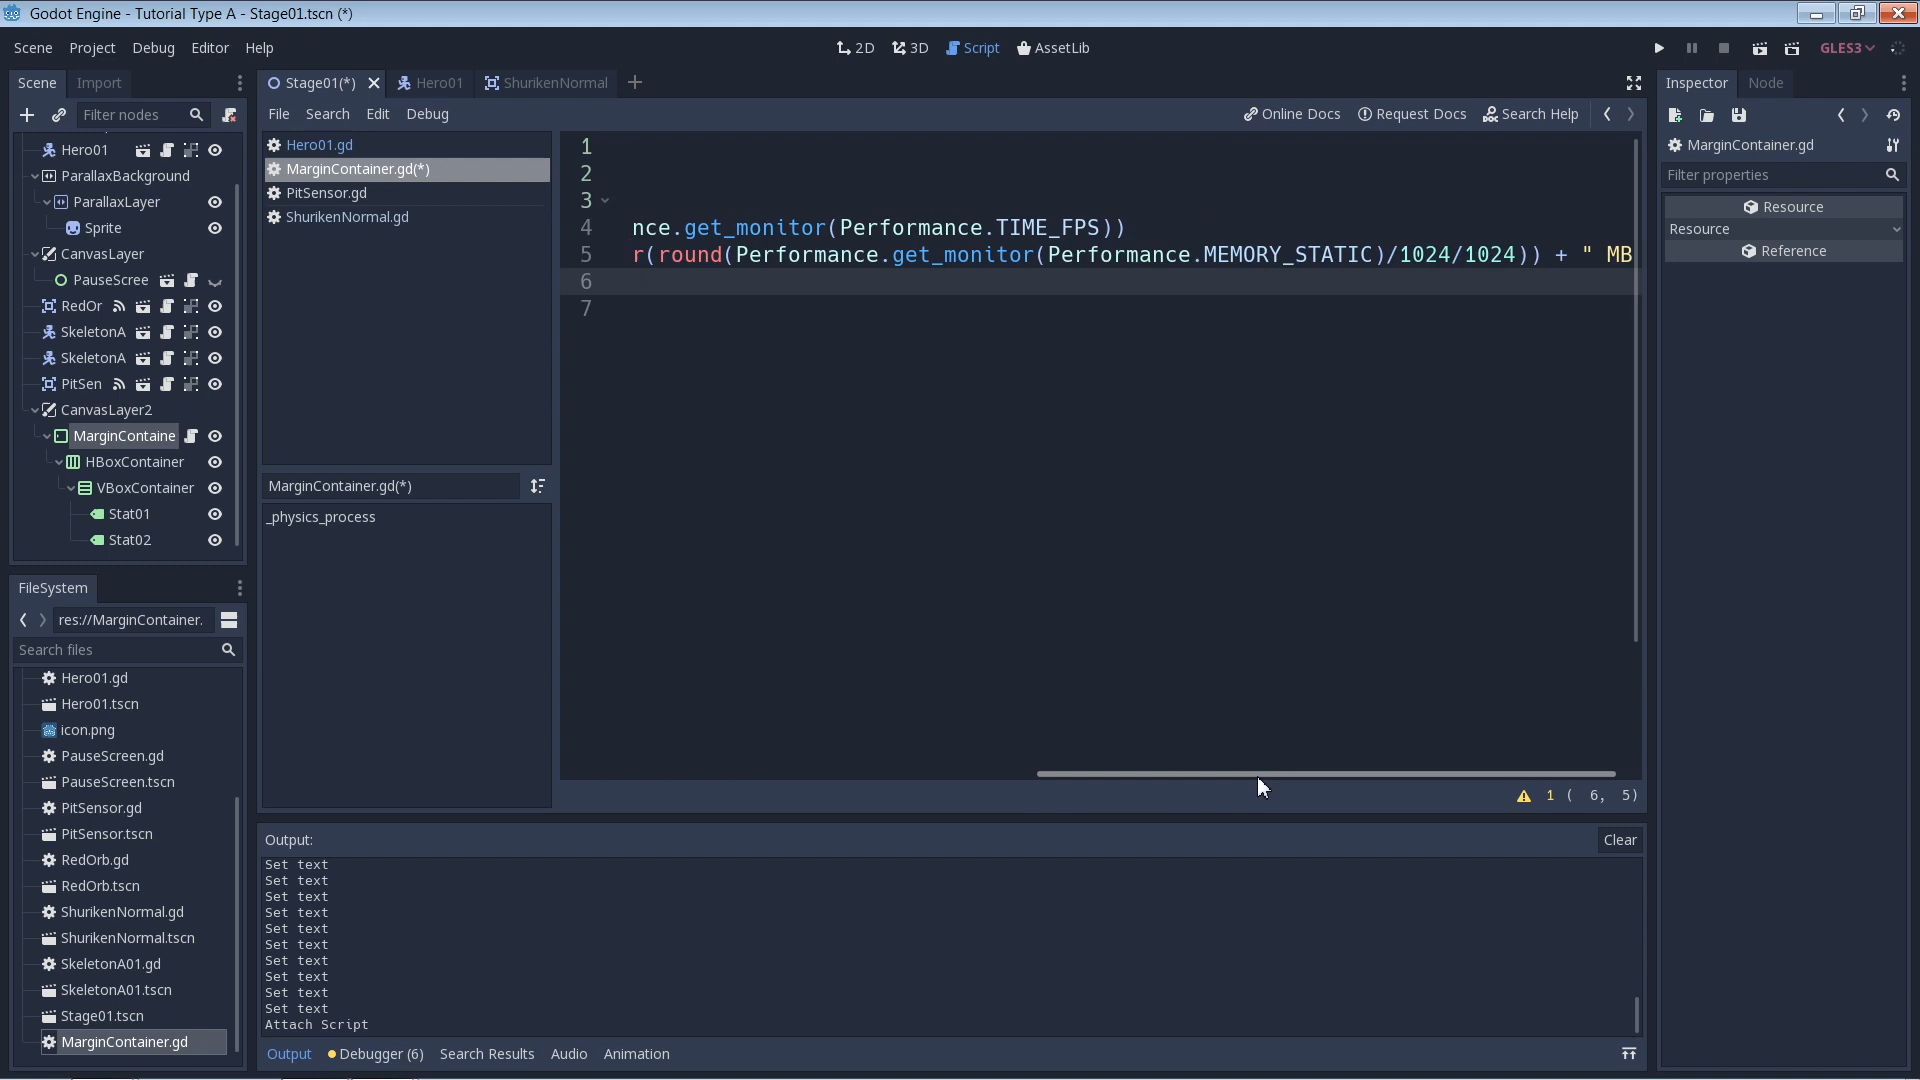 Godot Engine - Tutorial Type A - Stage01.tscn (*)
Scene Project Debug Editor Help
2D 3D Script AssetLib
GLES3
Scene Import
Stage01(*) Hero01 ShurikenNormal
Inspector Node
Filter nodes
File Search Edit Debug
Online Docs Request Docs Search Help
Hero01
ParallaxBackground
ParallaxLayer
Sprite
CanvasLayer
PauseScree
RedOr
SkeletonA
SkeletonA
PitSen
CanvasLayer2
MarginContaine
HBoxContainer
VBoxContainer
Stat01
Stat02
Hero01.gd
MarginContainer.gd(*)
PitSensor.gd
ShurikenNormal.gd
MarginContainer.gd(*)
_physics_process
1
2
3
4 nce.get_monitor(Performance.TIME_FPS))
5 r(round(Performance.get_monitor(Performance.MEMORY_STATIC)/1024/1024)) + " MB
6
7
1 ( 6, 5)
MarginContainer.gd
Filter properties
Resource
Resource
Reference
FileSystem
res://MarginContainer.
Search files
Hero01.gd
Hero01.tscn
icon.png
PauseScreen.gd
PauseScreen.tscn
PitSensor.gd
PitSensor.tscn
RedOrb.gd
RedOrb.tscn
ShurikenNormal.gd
ShurikenNormal.tscn
SkeletonA01.gd
SkeletonA01.tscn
Stage01.tscn
MarginContainer.gd
Output: Clear
Set text
Set text
Set text
Set text
Set text
Set text
Set text
Set text
Set text
Set text
Attach Script
Output Debugger (6) Search Results Audio Animation